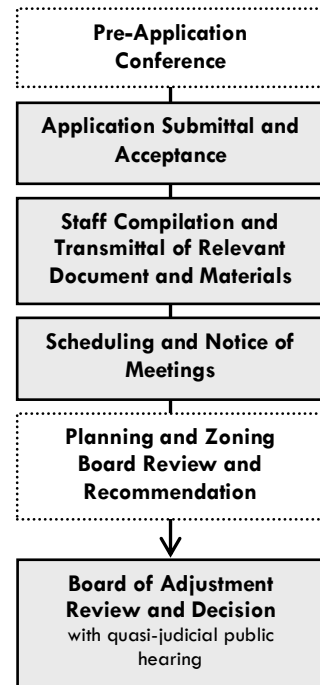 Pre-Application
Conference
Application Submittal and
Acceptance
Staff Compilation and
Transmittal of Relevant
Document and Materials
Scheduling and Notice of
Meetings
Planning and Zoning
Board Review and
Recommendation
Board of Adjustment
Review and Decision
with quasi-judicial public
hearing